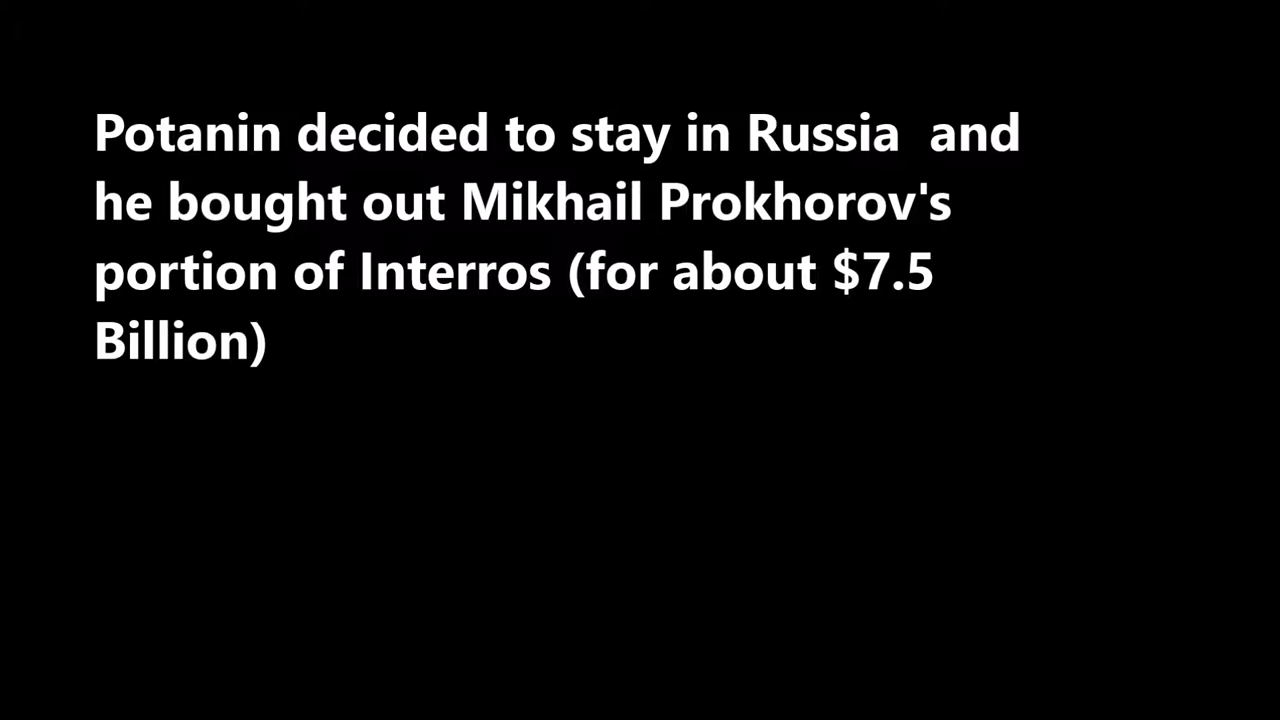 Potanin decided to stay in Russia  and
he bought out Mikhail Prokhorov's
portion of Interros (for about $7.5
Billion)